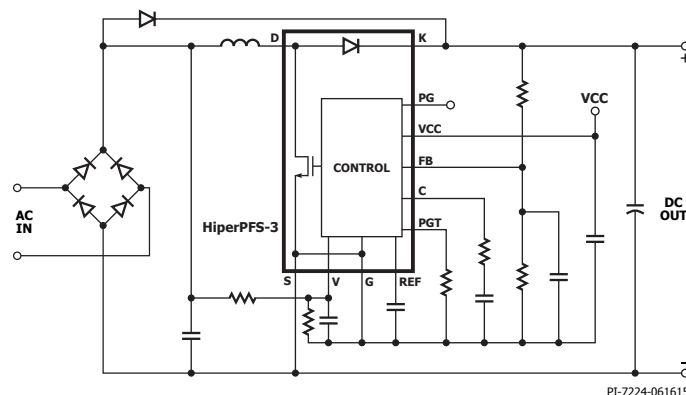 D
K
PG
VCC
VCC
CONTROL
FB
C
AC
IN
HiperPFS-3
PGT
DC
OUT
+
S
V
G
REF
−
PI-7224-061615